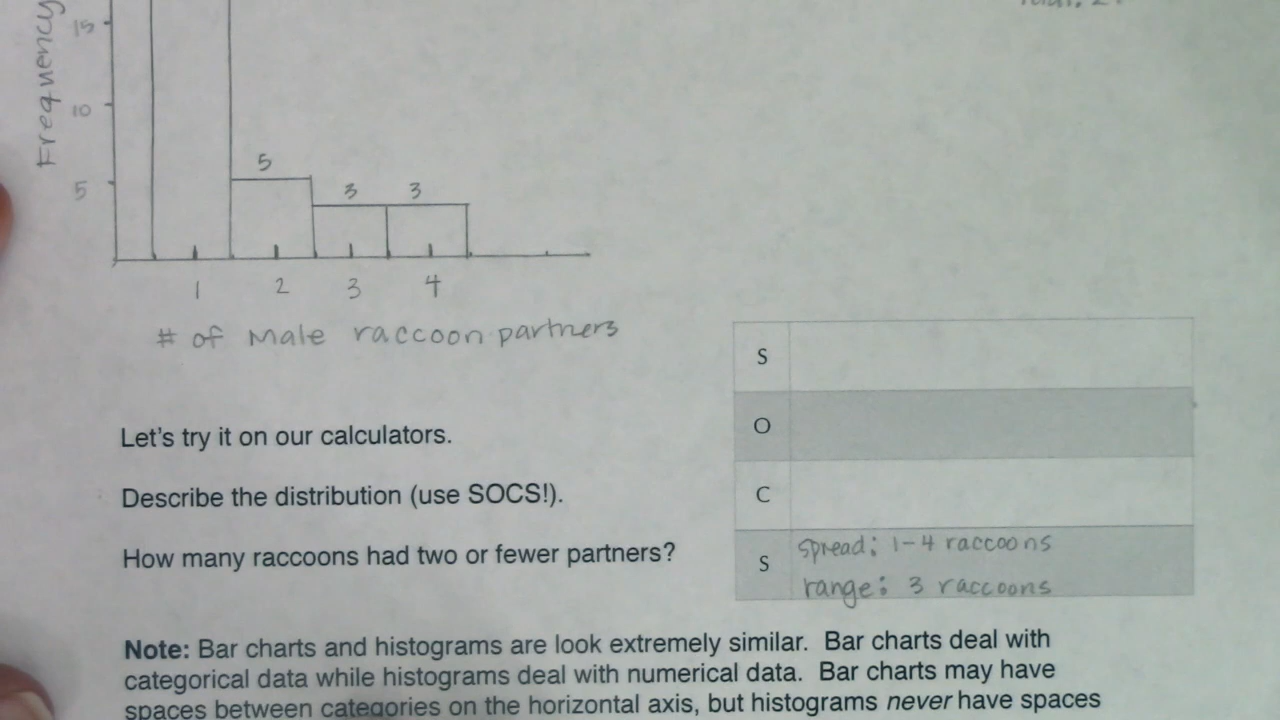 15
Frequency
10
5
5
3
3
1 2 3 4
# of Male raccoon partners
S
O
Let's try it on our calculators.
C
Describe the distribution (use SOCS!).
S
spread: 1-4 raccoons
range: 3 raccoons
How many raccoons had two or fewer partners?
Note: Bar charts and histograms are look extremely similar. Bar charts deal with
categorical data while histograms deal with numerical data. Bar charts may have
spaces between categories on the horizontal axis, but histograms never have spaces